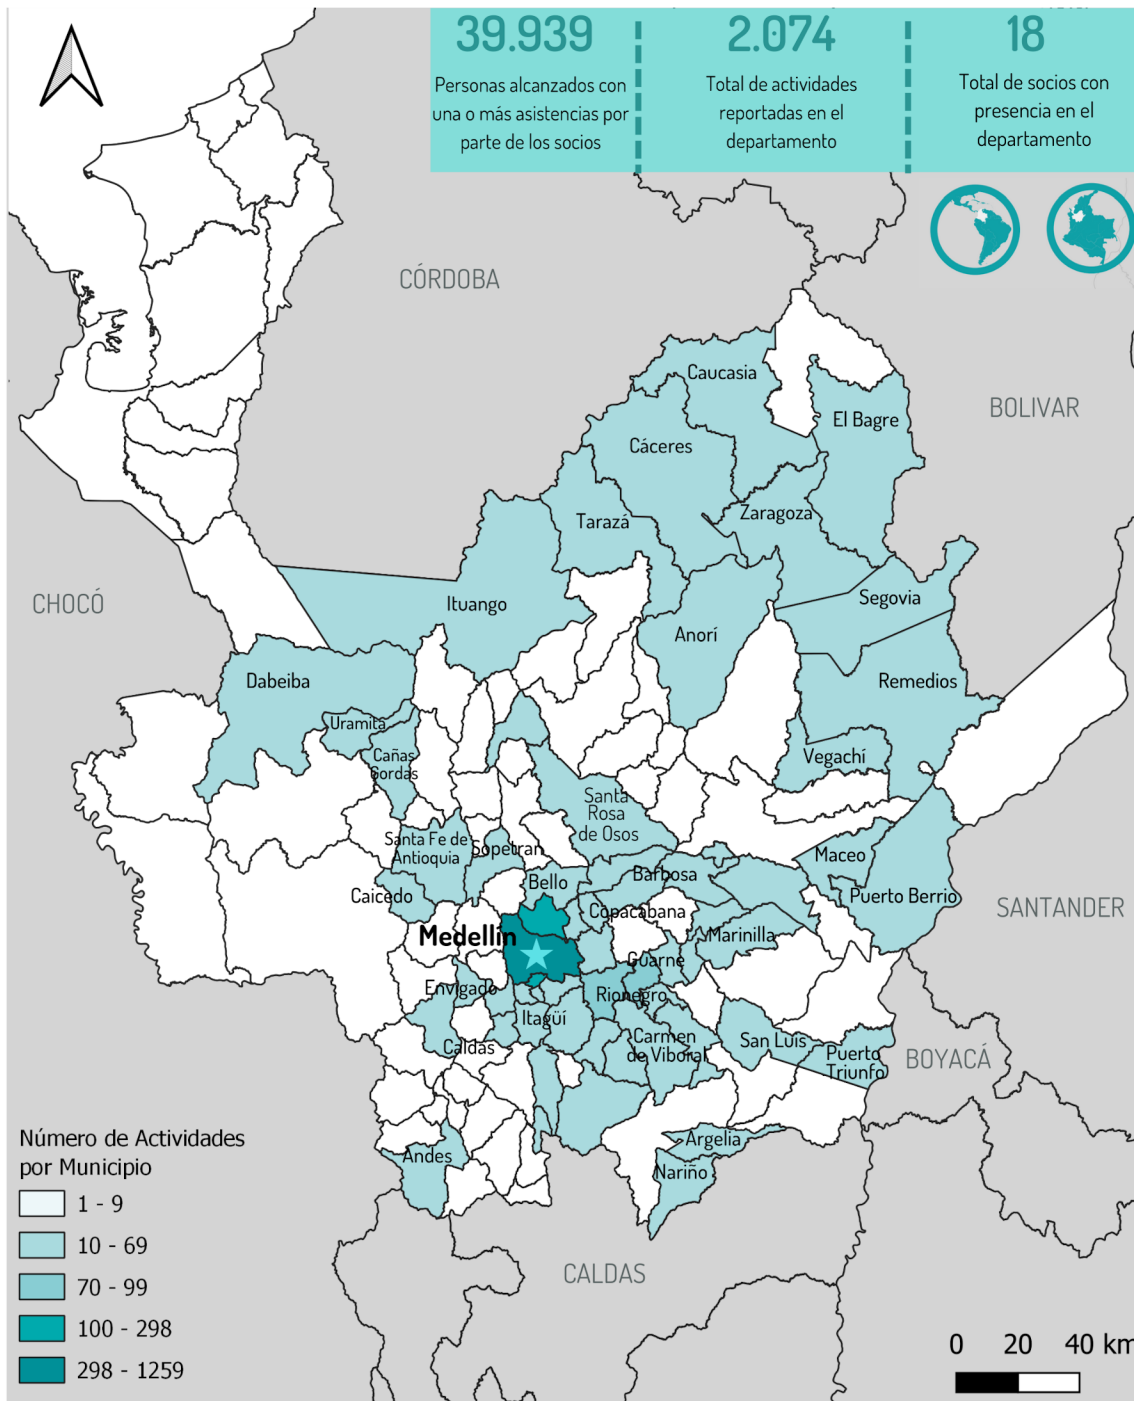 39.939
Personas alcanzados con
una o más asistencias por
parte de los socios
2.074
Total de actividades
reportadas en el
departamento
18
Total de socios con
presencia en el
departamento
CÓRDOBA
BOLIVAR
CHOCÓ
SANTANDER
BOYACÁ
CALDAS
Caucasia
El Bagre
Cáceres
Tarazá
Zaragoza
Ituango
Segovia
Anorí
Dabeiba
Remedios
Uramita
Cañas
Gordas
Vegachí
Santa
Rosa
de Osos
Santa Fe de
Antioquia
Sopetran
Maceo
Bello
Barbosa
Caicedo
Puerto Berrio
Copacabana
Medellín
Marinilla
Guarne
Envigado
Rionegro
Itagüí
Caldas
Carmen
de Viboral
San Luis
Puerto
Triunfo
Argelia
Andes
Nariño
Número de Actividades
por Municipio
1 - 9
10 - 69
70 - 99
100 - 298
298 - 1259
0 20 40 km